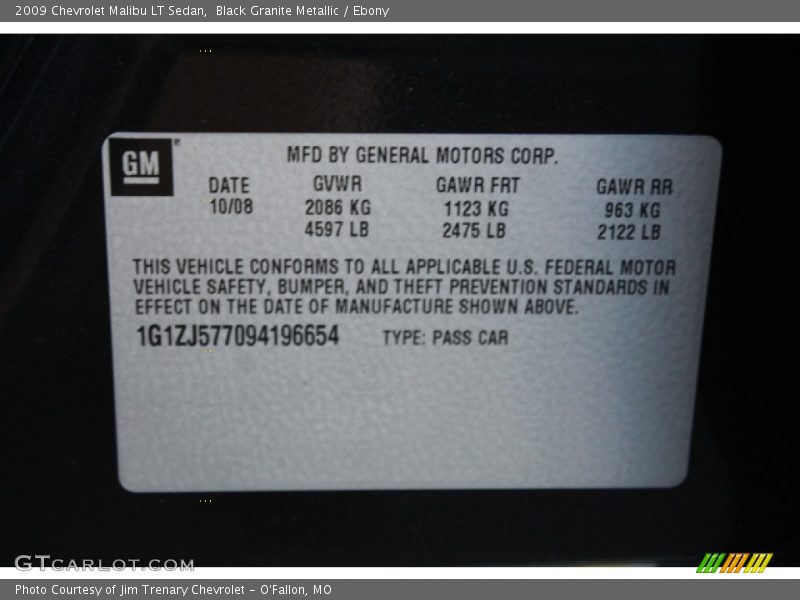 2009 Chevrolet Malibu LT Sedan,  Black Granite Metallic / Ebony
GM
MFD BY GENERAL MOTORS CORP.
DATE GVWR GAWR FRT GAWR RR
10/08 2086 KG 1123 KG 963 KG
4597 LB 2475 LB 2122 LB
THIS VEHICLE CONFORMS TO ALL APPLICABLE U.S. FEDERAL MOTOR
VEHICLE SAFETY, BUMPER, AND THEFT PREVENTION STANDARDS IN
EFFECT ON THE DATE OF MANUFACTURE SHOWN ABOVE.
1G1ZJ577094196654 TYPE: PASS CAR
GTCARLOT.COM
Photo Courtesy of Jim Trenary Chevrolet - O'Fallon, MO